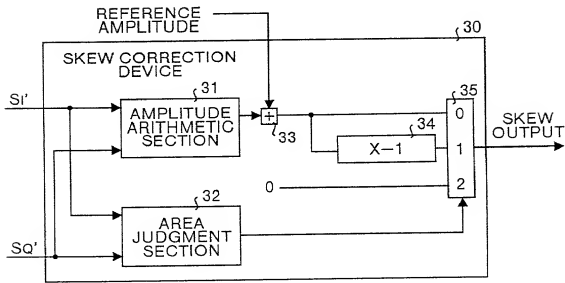 REFERENCE
AMPLITUDE
30
SKEW CORRECTION
DEVICE
31
35
SI'
AMPLITUDE
ARITHMETIC
SECTION
+
33
0
SKEW
OUTPUT
34
X−1
1
32
0
2
AREA
JUDGMENT
SECTION
SQ'